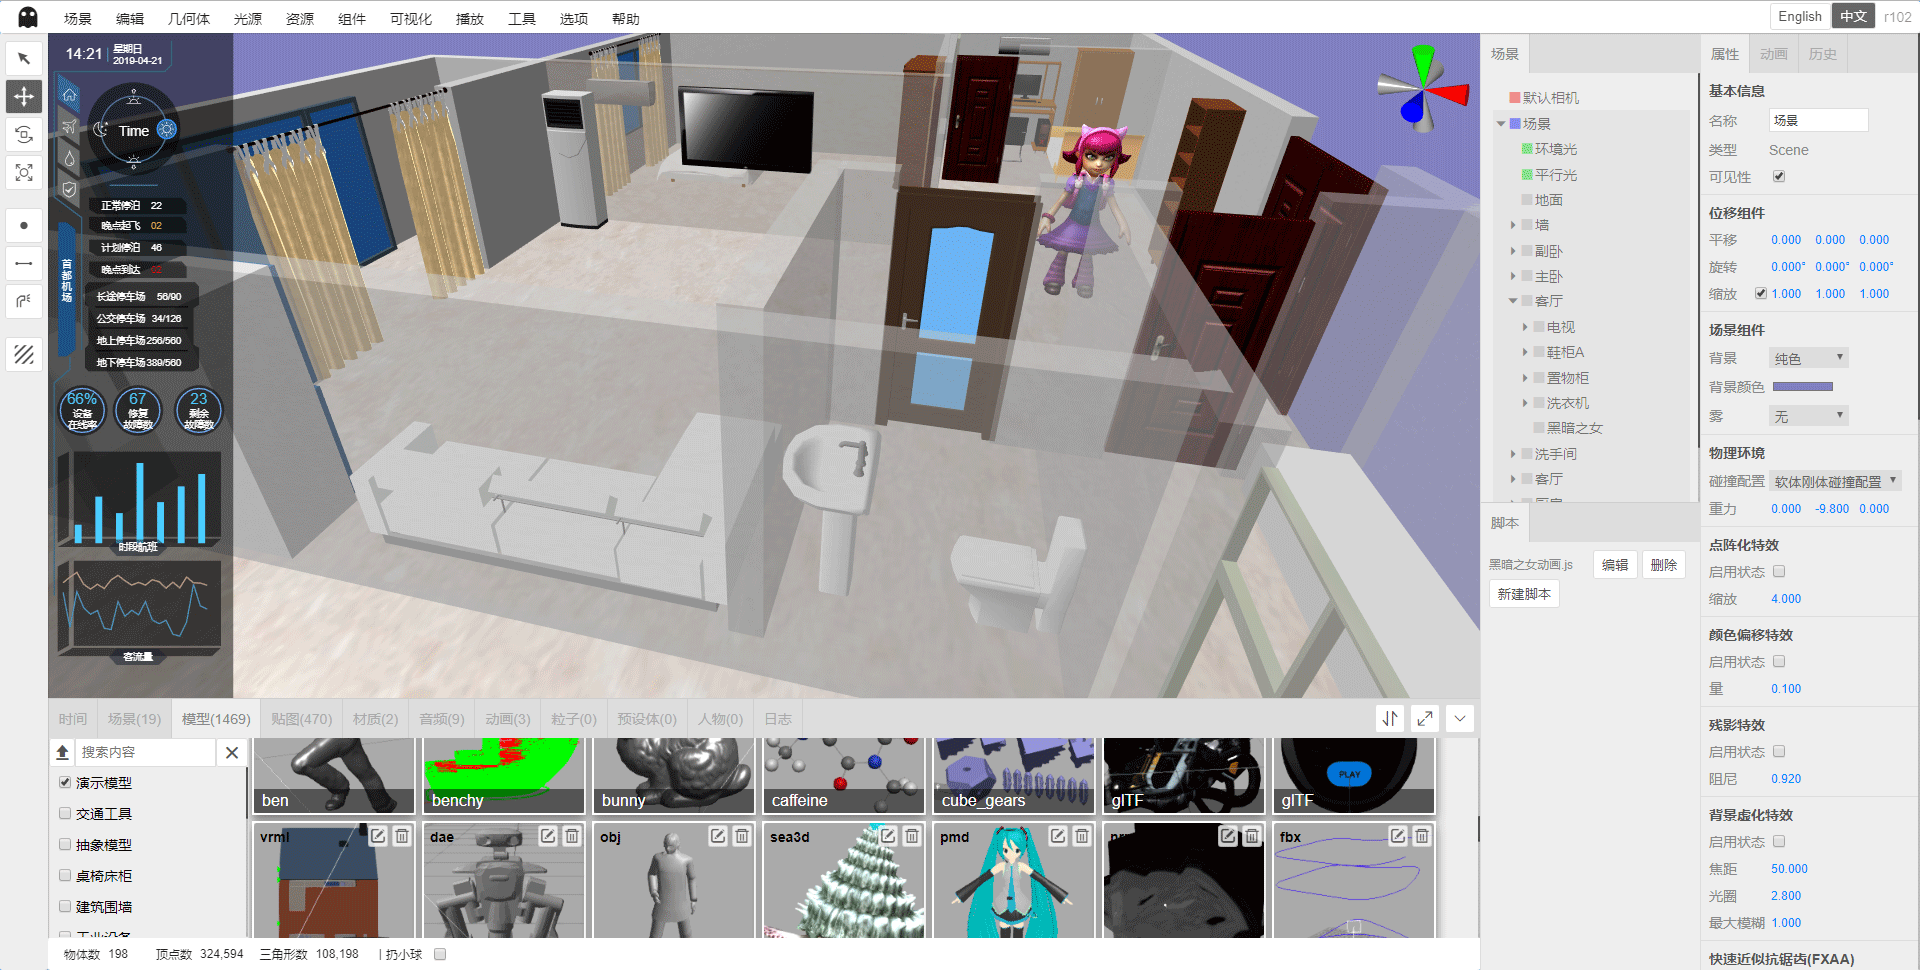 场景 编辑 几何体 光源 资源 组件 可视化 播放 工具 选项 帮助 English 中文 r102
14:21 星期日
2019-04-21
Time
正常停泊 22
晚点起飞 02
计划停泊 46
晚点到达 02
首都机场
长途停车场 56/90
公交停车场 34/126
地上停车场 256/560
地下停车场 389/560
66% 设备在线率
67 修复故障数
23 剩余故障数
时段航班
客流量
场景
默认相机
场景
环境光
平行光
地面
墙
副卧
主卧
客厅
电视
鞋柜A
置物柜
洗衣机
黑暗之女
洗手间
客厅
脚本
黑暗之女动画.js 编辑 删除
新建脚本
属性 动画 历史
基本信息
名称 场景
类型 Scene
可见性
位移组件
平移 0.000 0.000 0.000
旋转 0.000° 0.000° 0.000°
缩放 1.000 1.000 1.000
场景组件
背景 纯色
背景颜色
雾 无
物理环境
碰撞配置 软体刚体碰撞配置
重力 0.000 -9.800 0.000
点阵化特效
启用状态
缩放 4.000
颜色偏移特效
启用状态
量 0.100
残影特效
启用状态
阻尼 0.920
背景虚化特效
启用状态
焦距 50.000
光圈 2.800
最大模糊 1.000
快速近似抗锯齿(FXAA)
时间 场景(19) 模型(1469) 贴图(470) 材质(2) 音频(9) 动画(3) 粒子(0) 预设体(0) 人物(0) 日志
搜索内容
演示模型
交通工具
抽象模型
桌椅床柜
建筑围墙
ben benchy bunny caffeine cube_gears glTF PLAY glTF
vrml dae obj sea3d pmd fbx
物体数 198 顶点数 324,594 三角形数 108,198 | 扔小球